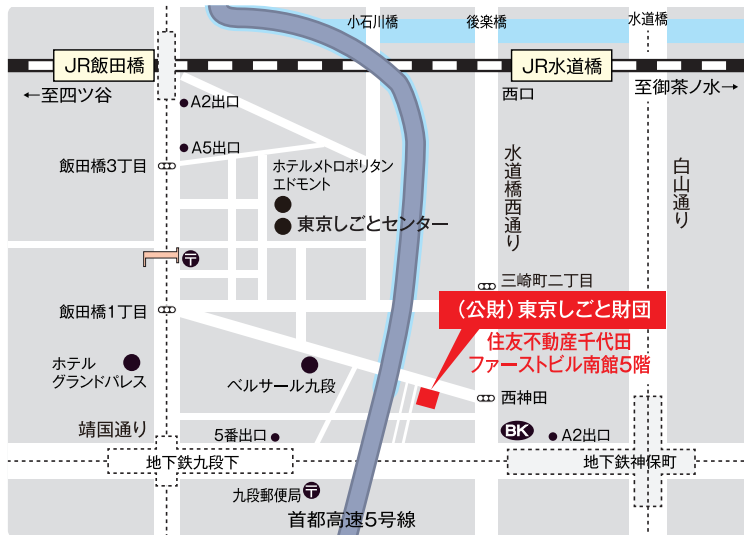 小石川橋
後楽橋
水道橋
JR飯田橋
JR水道橋
←至四ツ谷
西口
至御茶ノ水→
A2出口
A5出口
飯田橋3丁目
ホテルメトロポリタン
エドモント
東京しごとセンター
水道橋西通り
白山通り
〒
三崎町二丁目
飯田橋1丁目
（公財）東京しごと財団
住友不動産千代田
ファーストビル南館5階
ホテル
グランドパレス
ベルサール九段
西神田
靖国通り
5番出口
BK
A2出口
地下鉄九段下
地下鉄神保町
九段郵便局
〒
首都高速5号線